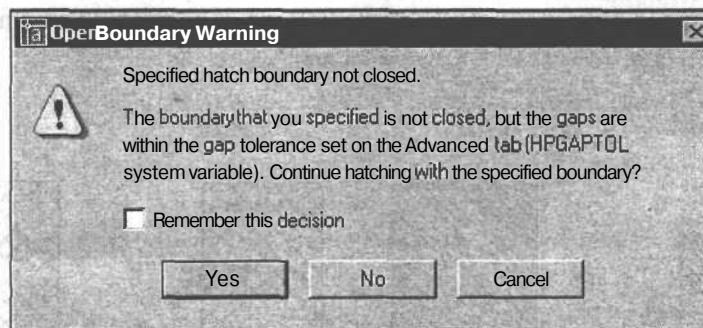 Open Boundary Warning
Specified hatch boundary not closed.
The boundary that you specified is not closed, but the gaps are
within the gap tolerance set on the Advanced tab (HPGAPTOL
system variable). Continue hatching with the specified boundary?
Remember this decision
Yes No Cancel